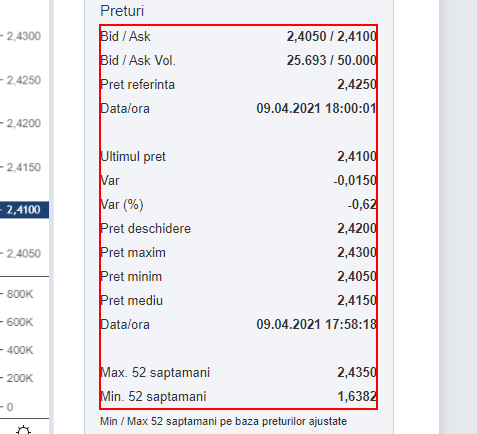 Preturi
Bid / Ask 2,4050 / 2,4100
Bid / Ask Vol. 25.693 / 50.000
Pret referinta 2,4250
Data/ora 09.04.2021 18:00:01
Ultimul pret 2,4100
Var -0,0150
Var (%) -0,62
Pret deschidere 2,4200
Pret maxim 2,4300
Pret minim 2,4050
Pret mediu 2,4150
Data/ora 09.04.2021 17:58:18
Max. 52 saptamani 2,4350
Min. 52 saptamani 1,6382
Min / Max 52 saptamani pe baza preturilor ajustate
2,4300
2,4250
2,4200
2,4150
2,4100
2,4050
800K
600K
400K
200K
0